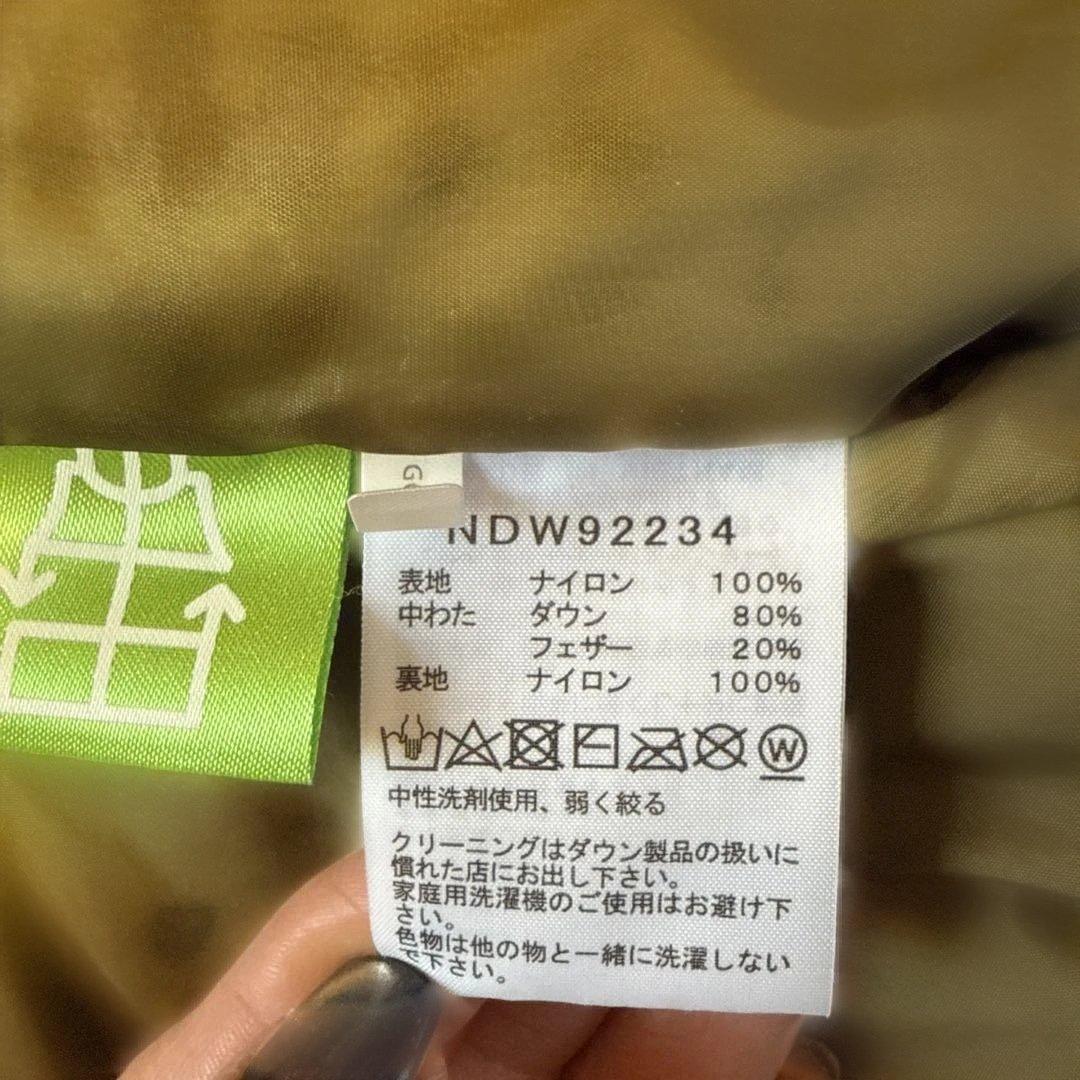 NDW92234
表地 ナイロン 100%
中わた ダウン 80%
フェザー 20%
裏地 ナイロン 100%
W
中性洗剤使用、弱く絞る
クリーニングはダウン製品の扱いに
慣れた店にお出し下さい。
家庭用洗濯機のご使用はお避け下
さい。
色物は他の物と一緒に洗濯しない
で下さい。